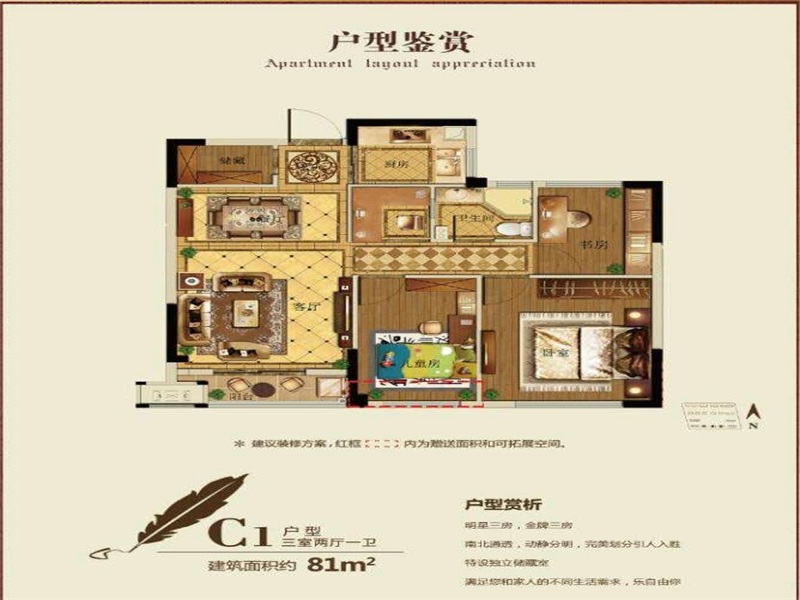 户型鉴赏
Apartment layout appreciation
储藏
厨房
餐厅
卫生间
书房
客厅
儿童房
卧室
阳台
N
* 建议装修方案,红框 内为赠送面积和可拓展空间。
C1 户型
三室两厅一卫
建筑面积约 81m²
户型赏析
明星三房,金牌三房
南北通透,动静分明,完美划分引人入胜
特设独立储藏室
满足您和家人的不同生活需求,乐自由你